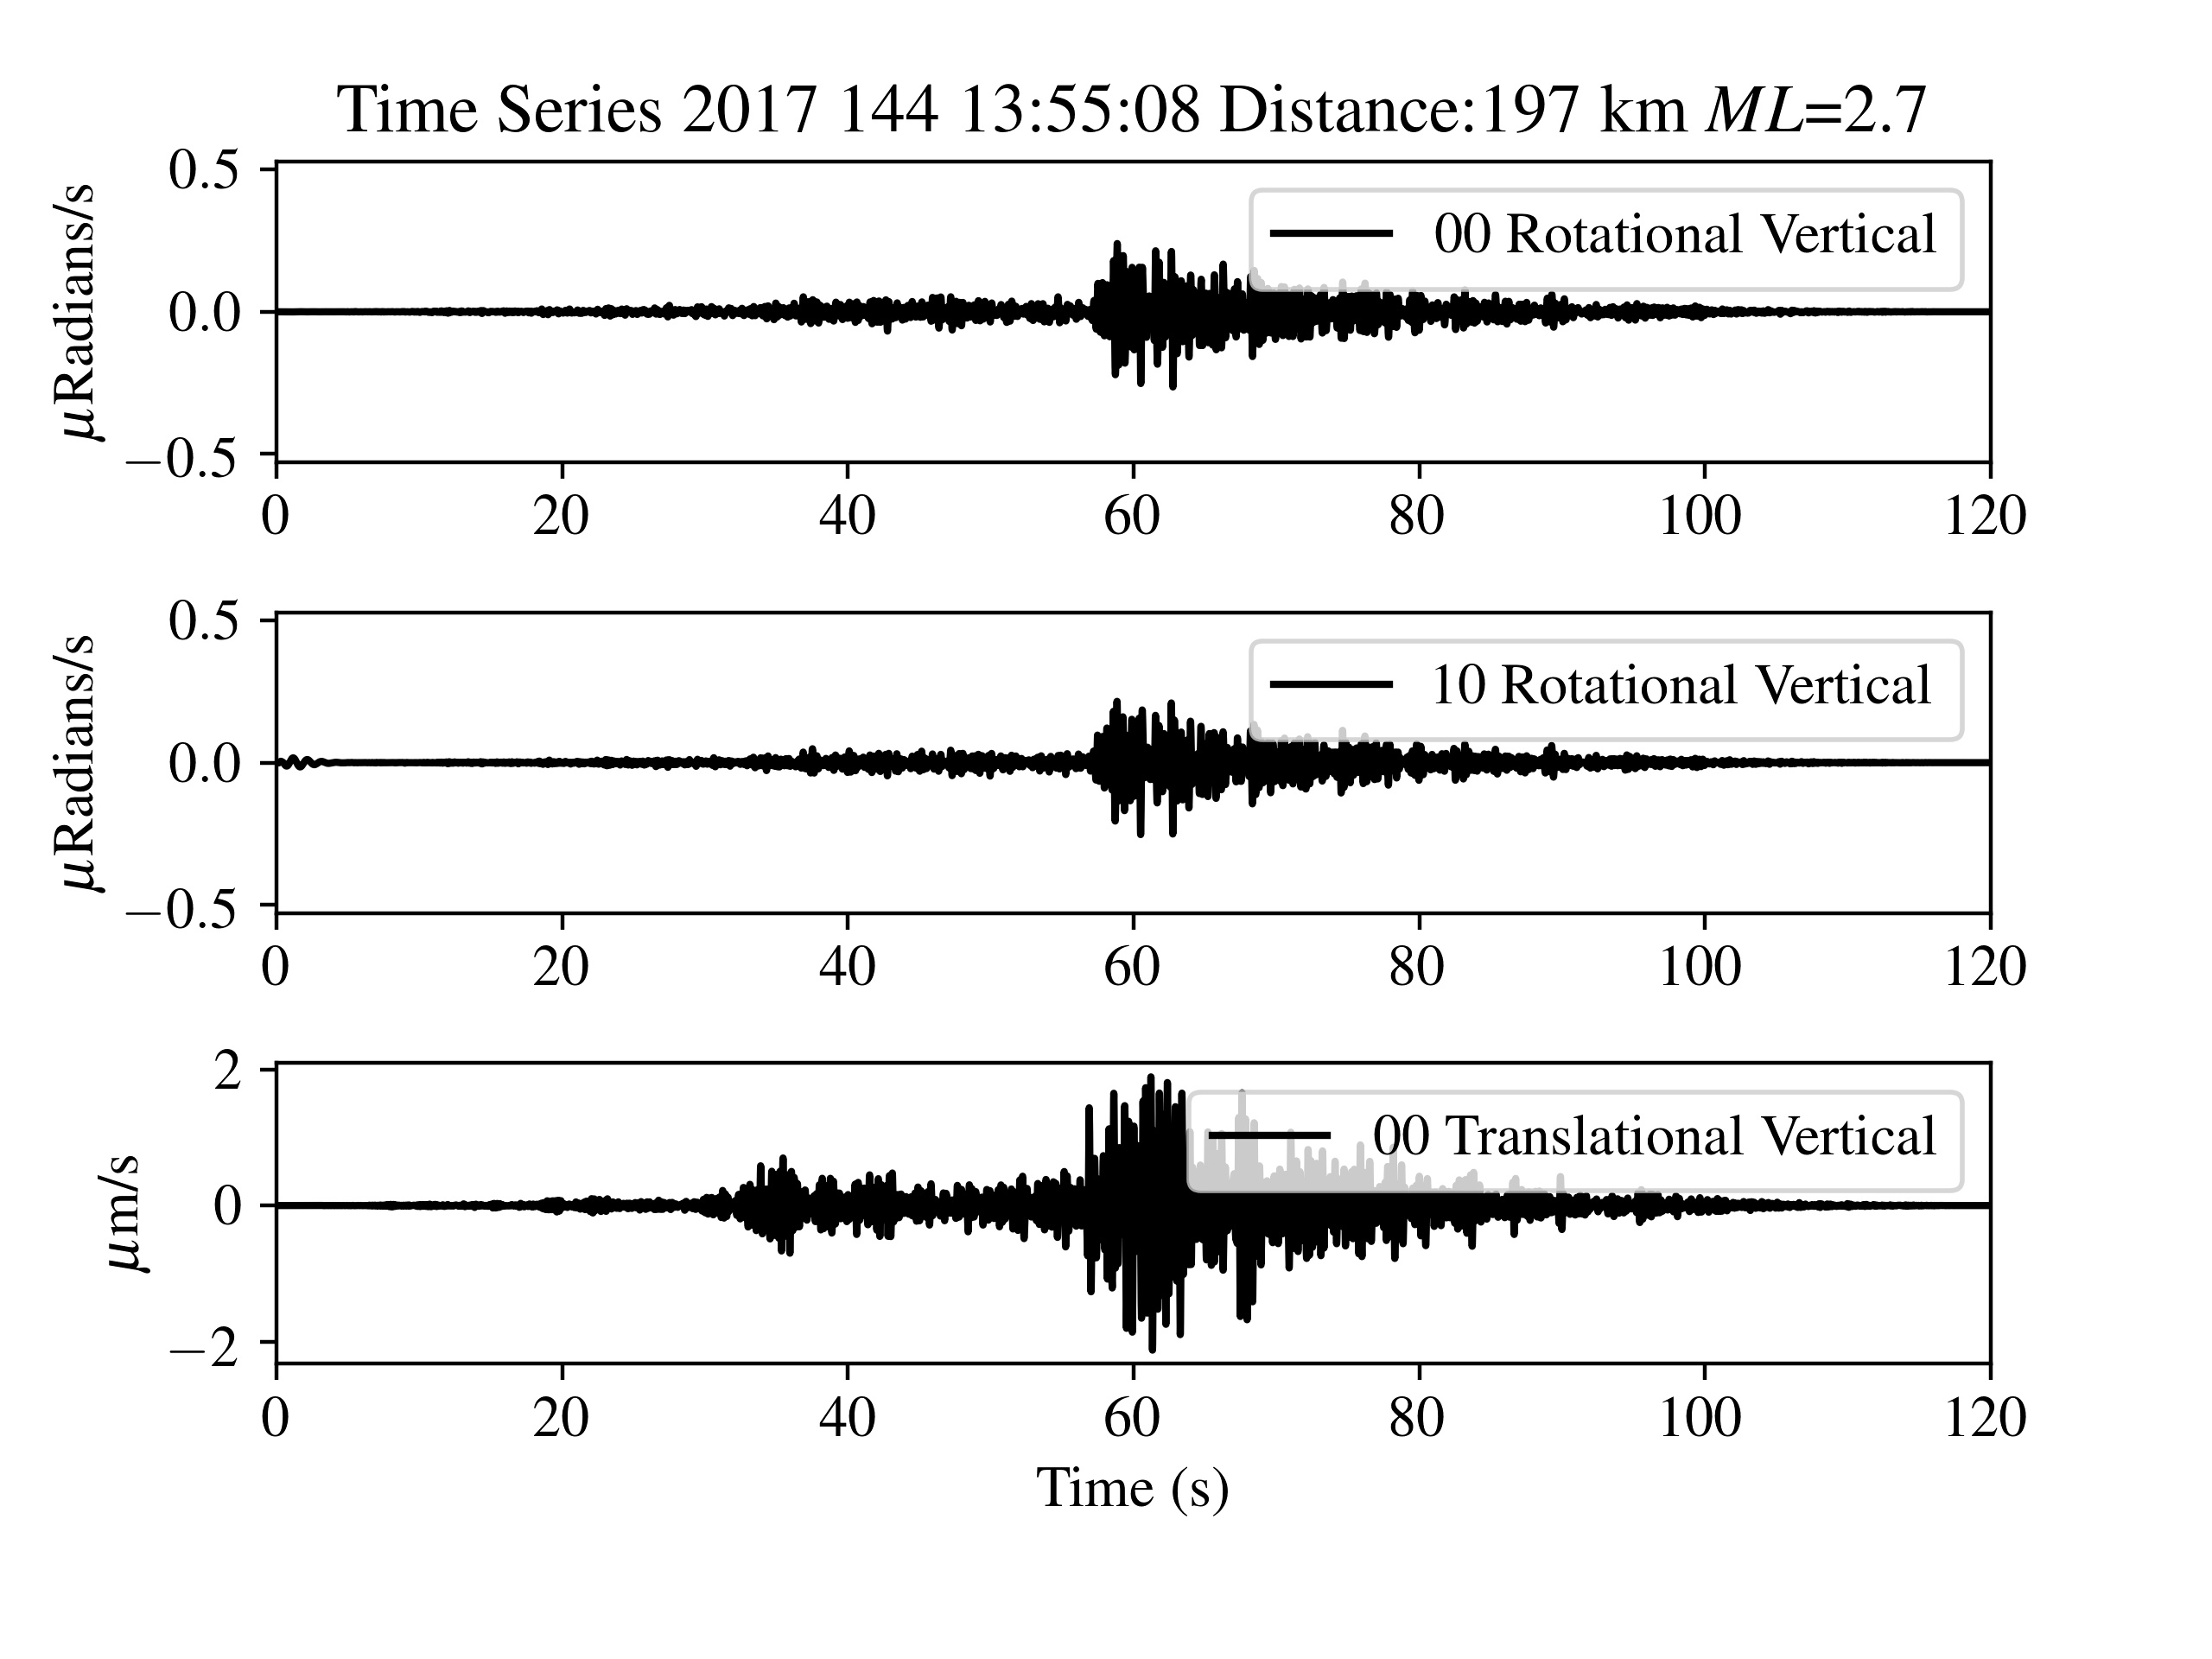 Time Series 2017 144 13:55:08 Distance:197 km ML=2.7
0.5
0.0
−0.5
μRadians/s
00 Rotational Vertical
0 20 40 60 80 100 120
0.5
0.0
−0.5
μRadians/s
10 Rotational Vertical
0 20 40 60 80 100 120
2
0
−2
μm/s
00 Translational Vertical
0 20 40 60 80 100 120
Time (s)